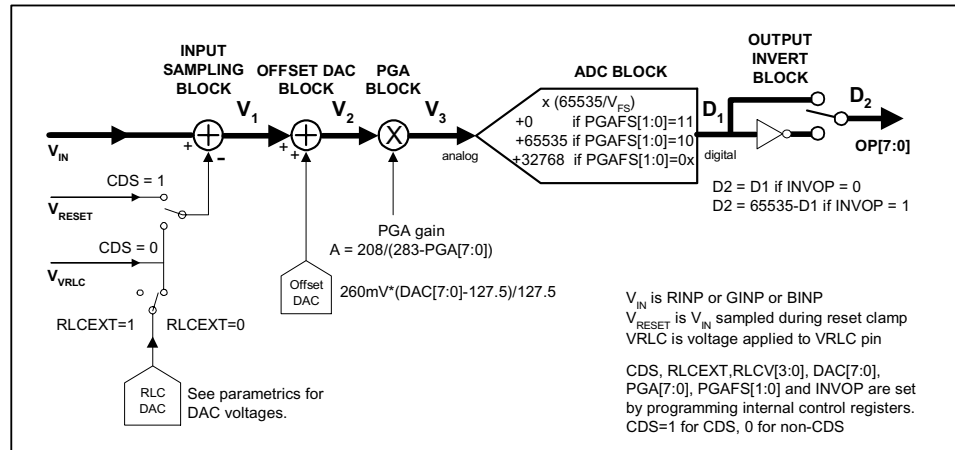 INPUT
SAMPLING
BLOCK
OFFSET DAC
BLOCK
PGA
BLOCK
ADC BLOCK
OUTPUT
INVERT
BLOCK
V1
V2
V3
x (65535/VFS)
+0 if PGAFS[1:0]=11
+65535 if PGAFS[1:0]=10
+32768 if PGAFS[1:0]=0x
D1
D2
VIN
+
-
+
+
+
+
X
analog
digital
OP[7:0]
CDS = 1
VRESET
CDS = 0
VVRLC
D2 = D1 if INVOP = 0
D2 = 65535-D1 if INVOP = 1
PGA gain
A = 208/(283-PGA[7:0])
Offset
DAC
260mV*(DAC[7:0]-127.5)/127.5
RLCEXT=1
RLCEXT=0
RLC
DAC
See parametrics for
DAC voltages.
VIN is RINP or GINP or BINP
VRESET is VIN sampled during reset clamp
VRLC is voltage applied to VRLC pin
CDS, RLCEXT,RLCV[3:0], DAC[7:0],
PGA[7:0], PGAFS[1:0] and INVOP are set
by programming internal control registers.
CDS=1 for CDS, 0 for non-CDS